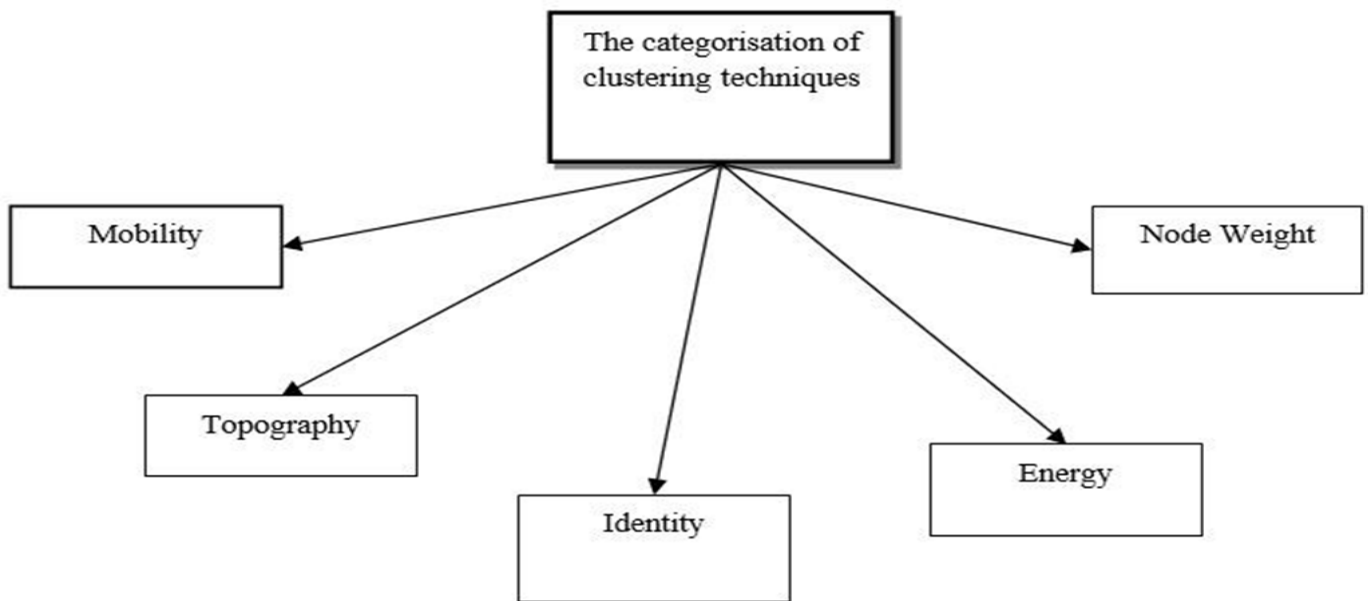 The categorisation of
clustering techniques
Mobility
Node Weight
Topography
Energy
Identity